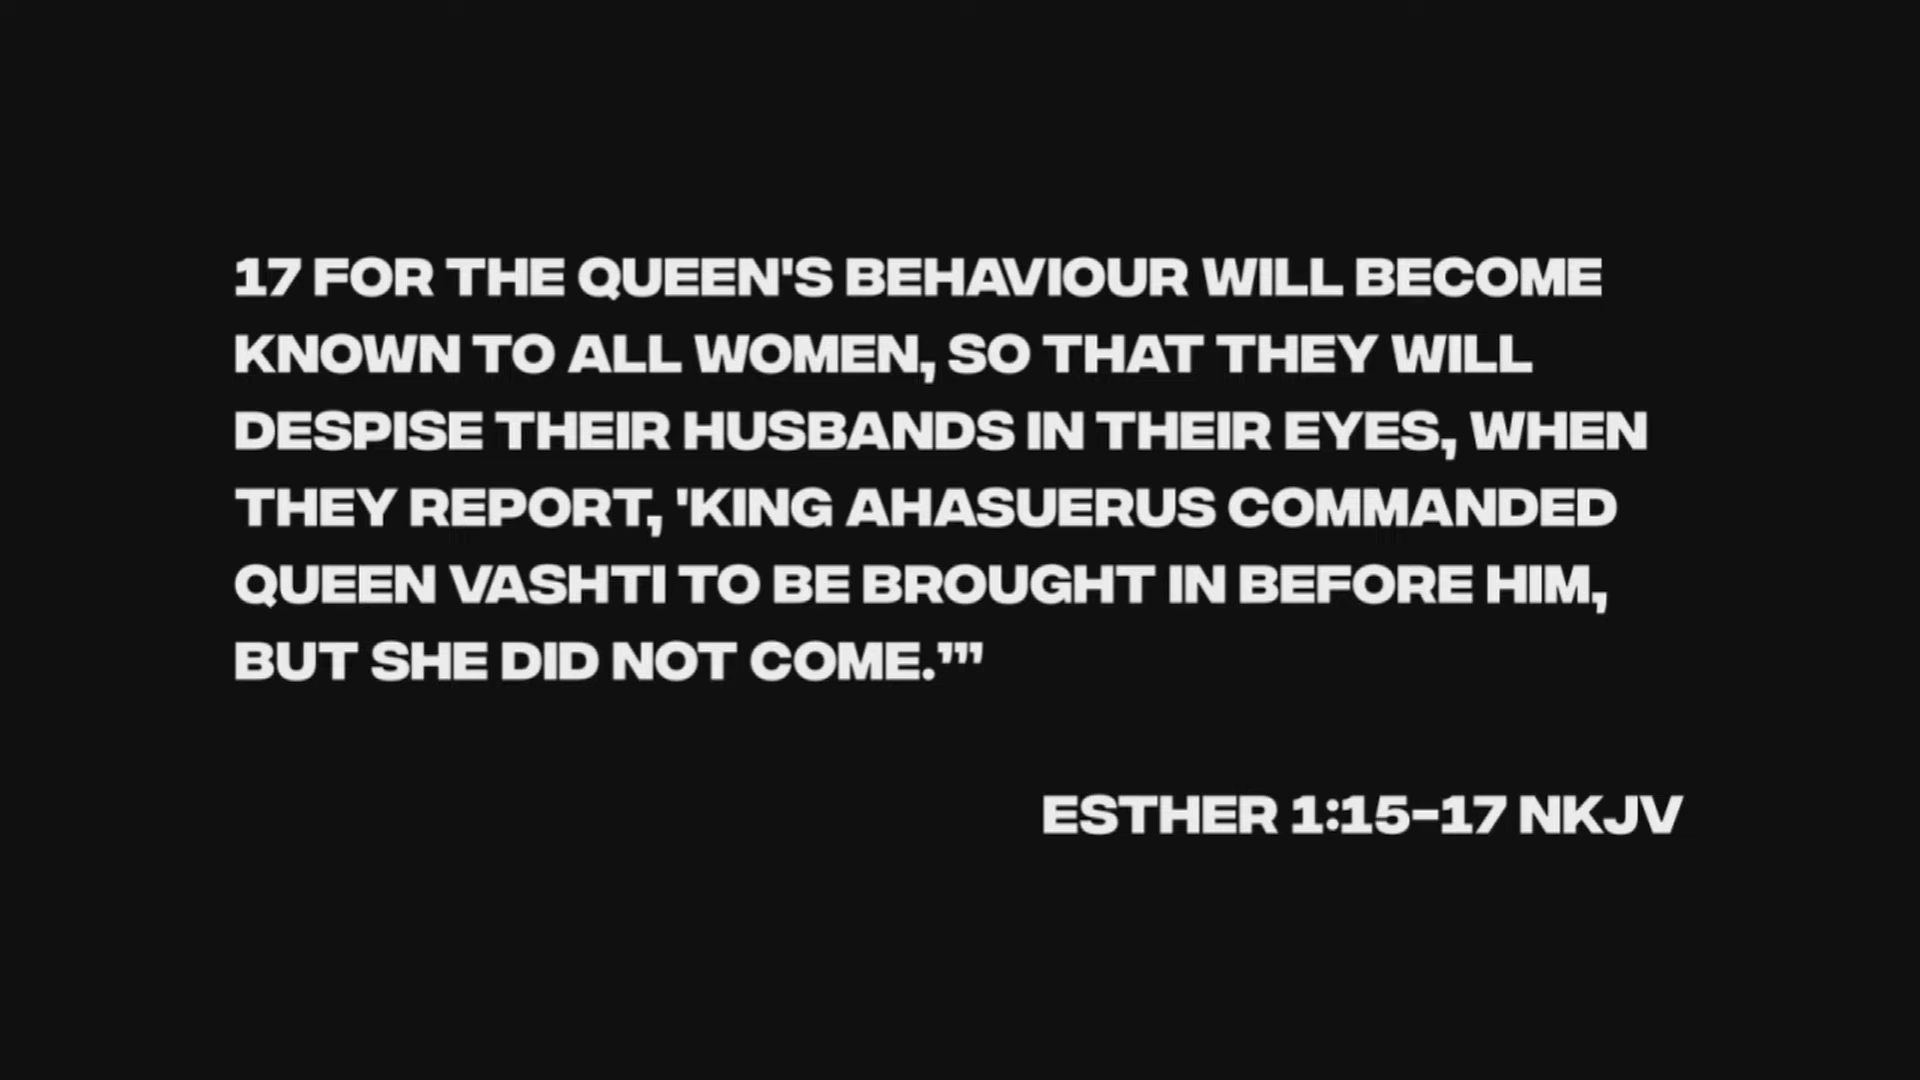 17 FOR THE QUEEN'S BEHAVIOUR WILL BECOME
KNOWN TO ALL WOMEN, SO THAT THEY WILL
DESPISE THEIR HUSBANDS IN THEIR EYES, WHEN
THEY REPORT, 'KING AHASUERUS COMMANDED
QUEEN VASHTI TO BE BROUGHT IN BEFORE HIM,
BUT SHE DID NOT COME.’”
ESTHER 1:15-17 NKJV